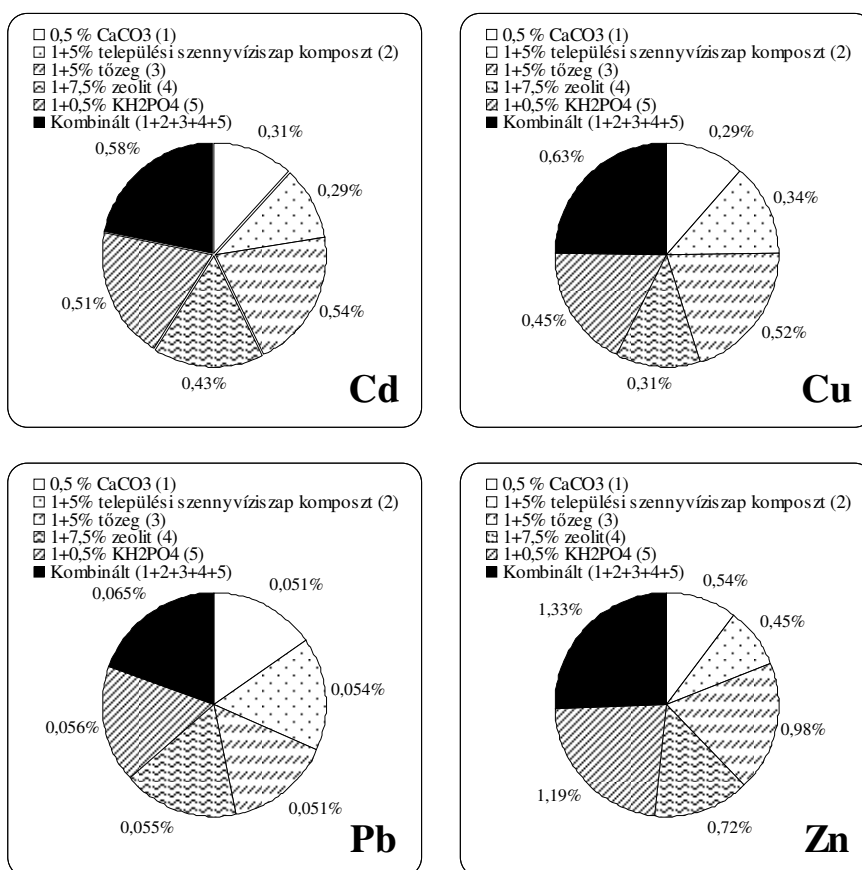 0,5 % CaCO3 (1)
1+5% települési szennyvíziszap komposzt (2)
1+5% tőzeg (3)
1+7,5% zeolit (4)
1+0,5% KH2PO4 (5)
Kombinált (1+2+3+4+5)
0,58%
0,31%
0,29%
0,51%
0,54%
0,43%
Cd
0,5 % CaCO3 (1)
1+5% települési szennyvíziszap komposzt (2)
1+5% tőzeg (3)
1+7,5% zeolit (4)
1+0,5% KH2PO4 (5)
Kombinált (1+2+3+4+5)
0,63%
0,29%
0,34%
0,45%
0,52%
0,31%
Cu
0,5 % CaCO3 (1)
1+5% települési szennyvíziszap komposzt (2)
1+5% tőzeg (3)
1+7,5% zeolit (4)
1+0,5% KH2PO4 (5)
Kombinált (1+2+3+4+5)
0,065%
0,051%
0,054%
0,056%
0,051%
0,055%
Pb
0,5 % CaCO3 (1)
1+5% települési szennyvíziszap komposzt (2)
1+5% tőzeg (3)
1+7,5% zeolit(4)
1+0,5% KH2PO4 (5)
Kombinált (1+2+3+4+5)
1,33%
0,54%
0,45%
0,98%
1,19%
0,72%
Zn